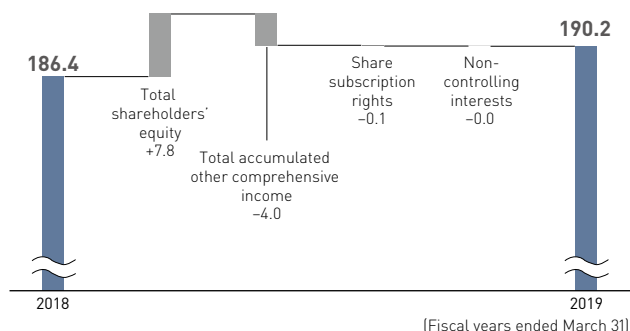 186.4
190.2
Total
shareholders’
equity
+7.8
Total accumulated
other comprehensive
income
−4.0
Share
subscription
rights
−0.1
Non-
controlling
interests
−0.0
2018
2019
(Fiscal years ended March 31)